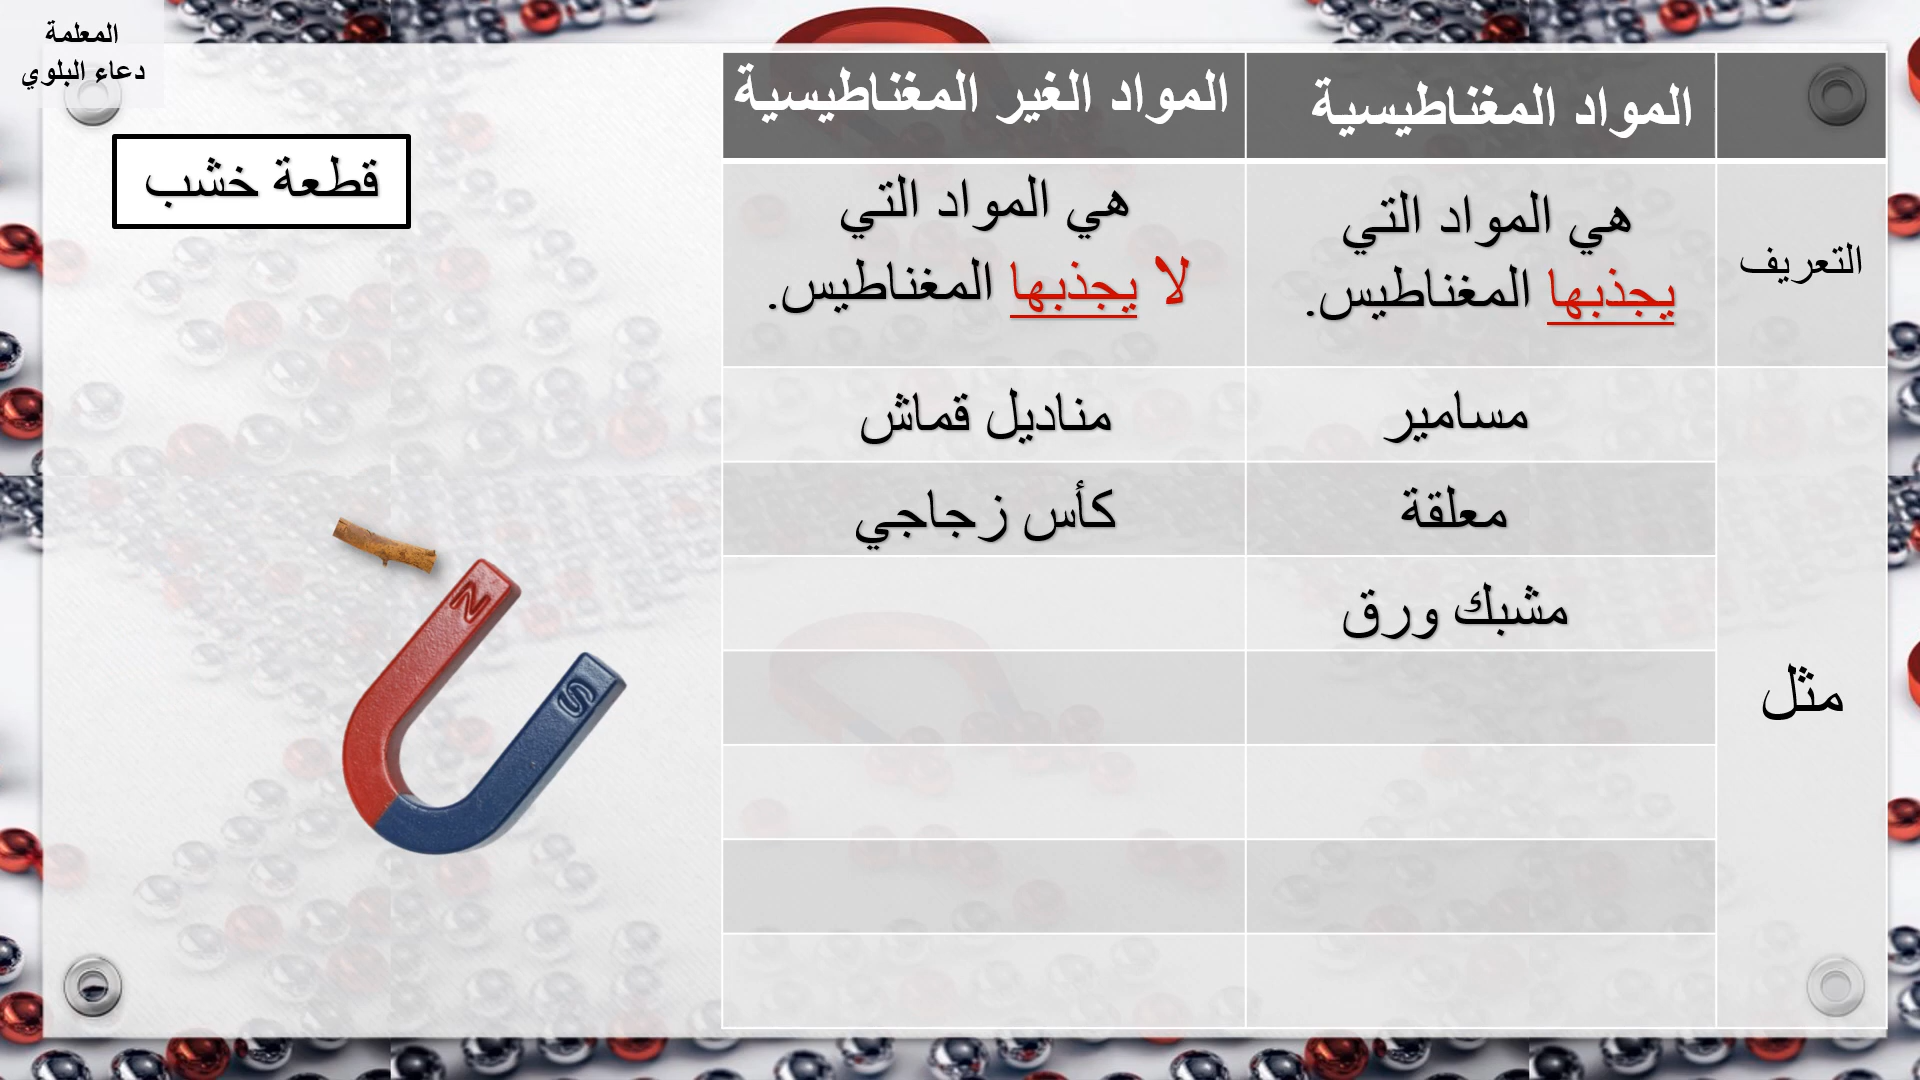 المعلمة
دعاء البلوي
قطعة خشب
المواد المغناطيسية
المواد الغير المغناطيسية
التعريف
هي المواد التي
يجذبها المغناطيس.
هي المواد التي
لا يجذبها المغناطيس.
مثل
مسامير
مناديل قماش
معلقة
كأس زجاجي
مشبك ورق
N
S